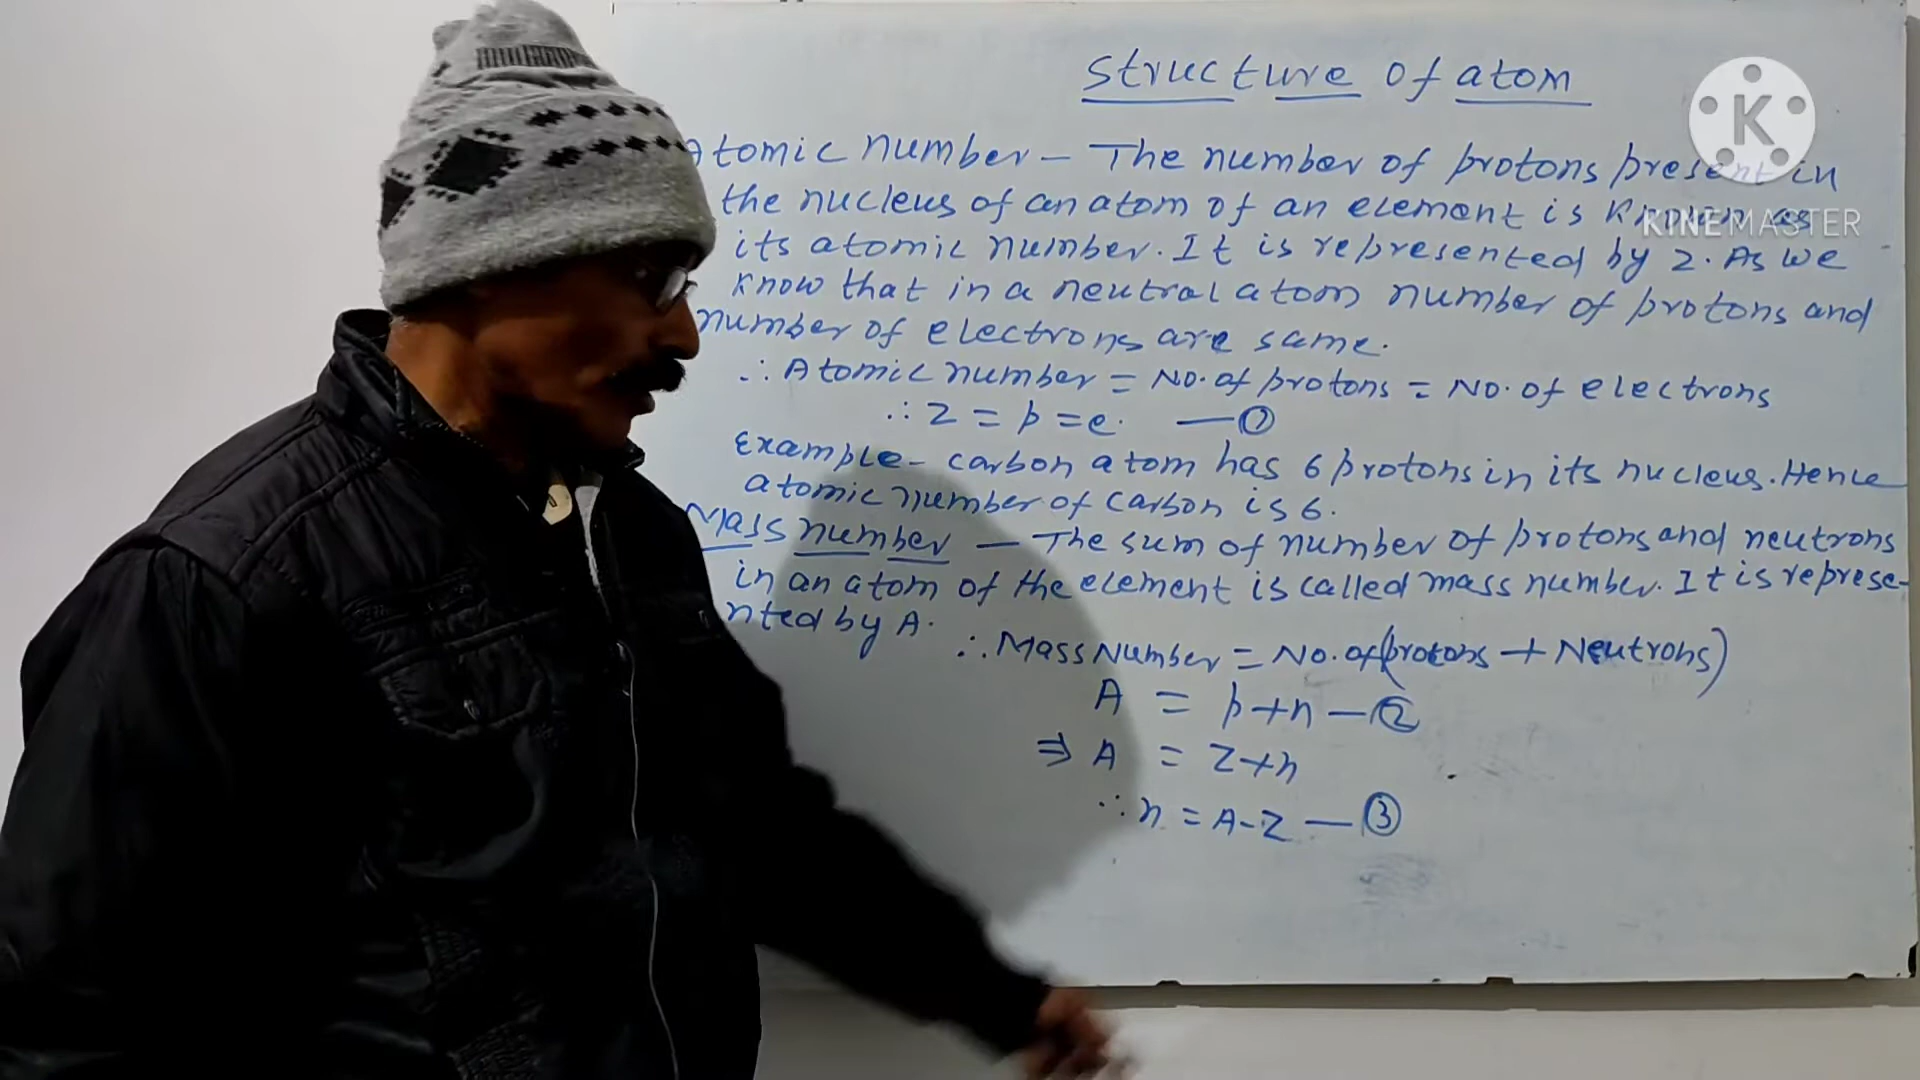 Structure of atom
Atomic number - The number of protons present in
the nucleus of an atom of an element is known as
its atomic number. It is represented by Z. As we
know that in a neutral atom number of protons and
number of electrons are same.
∴ Atomic number = No. of protons = No. of electrons
∴ Z = p = e. — ①
Example - carbon atom has 6 protons in its nucleus. Hence
atomic number of carbon is 6.
Mass number — The sum of number of protons and neutrons
in an atom of the element is called mass number. It is represe-
nted by A.
∴ Mass Number = No. of (protons + Neutrons)
A = p+n — ②
⇒ A = Z+n
∴ n = A-Z — ③
K
KINEMASTER